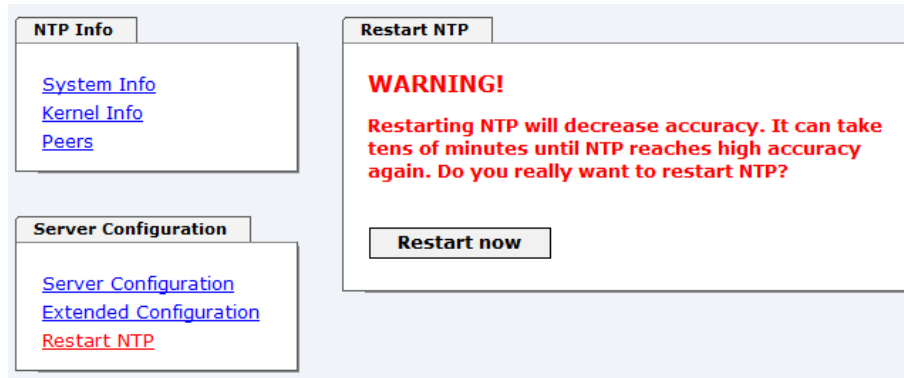 NTP Info
System Info
Kernel Info
Peers
Server Configuration
Server Configuration
Extended Configuration
Restart NTP
Restart NTP
WARNING!
Restarting NTP will decrease accuracy. It can take
tens of minutes until NTP reaches high accuracy
again. Do you really want to restart NTP?
Restart now